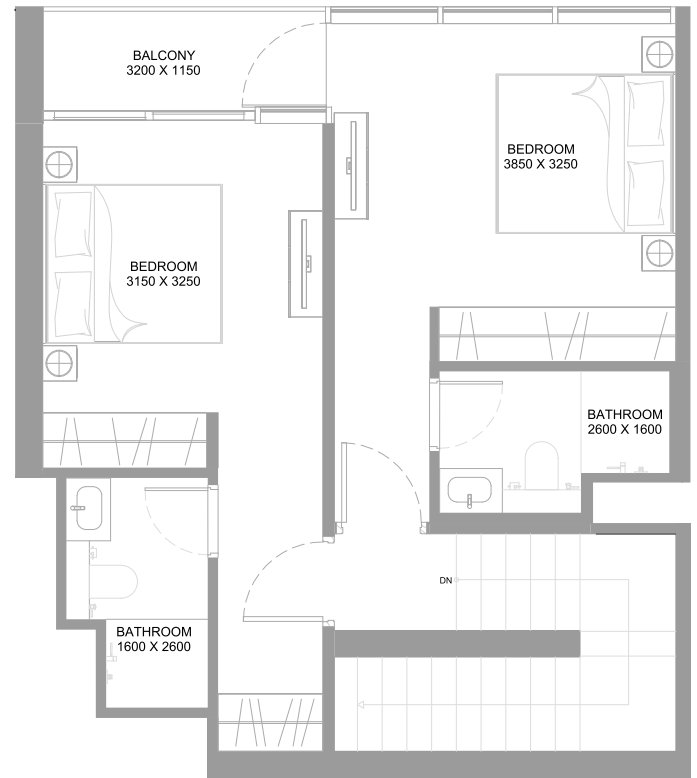 BALCONY
3200 X 1150
BEDROOM
3850 X 3250
BEDROOM
3150 X 3250
BATHROOM
2600 X 1600
DN
BATHROOM
1600 X 2600